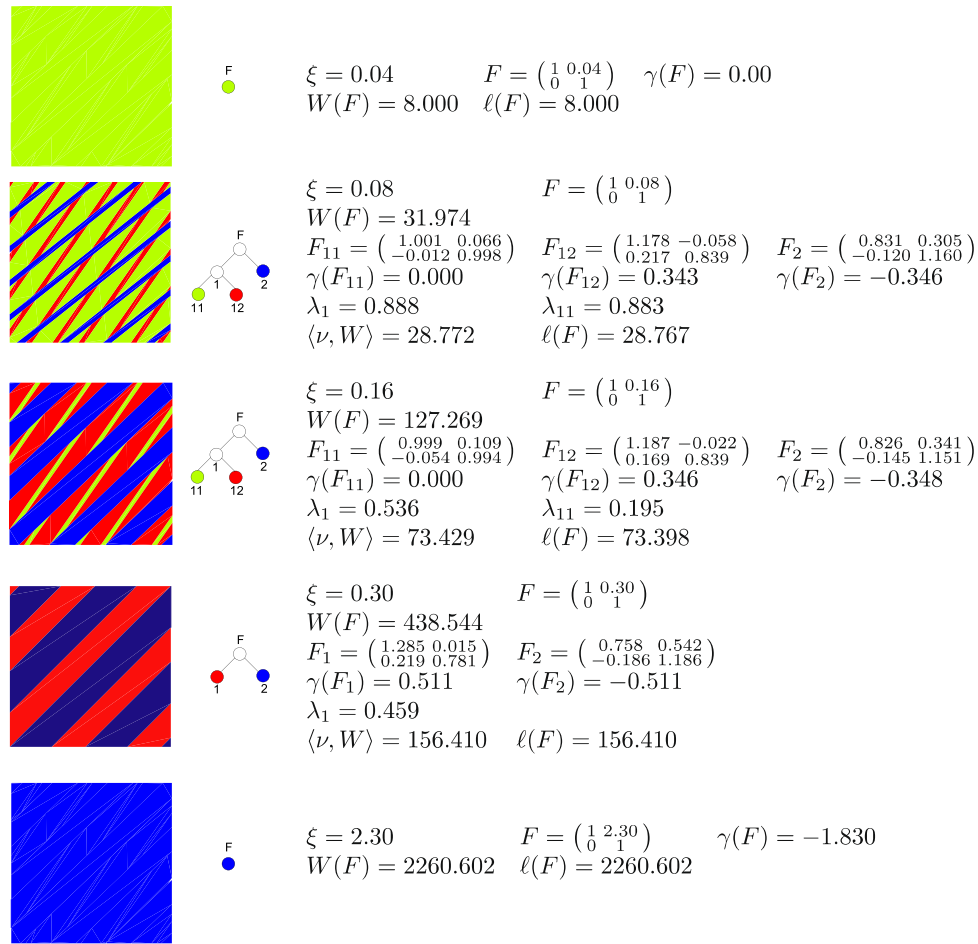 F
ξ = 0.04 F = ( 1 0.04 0 1 ) γ(F) = 0.00
W(F) = 8.000 ℓ(F) = 8.000
ξ = 0.08 F = ( 1 0.08 0 1 )
W(F) = 31.974
F
1 2
11 12
F₁₁ = ( 1.001 0.066 −0.012 0.998 ) F₁₂ = ( 1.178 −0.058 0.217 0.839 ) F₂ = ( 0.831 0.305 −0.120 1.160 )
γ(F₁₁) = 0.000 γ(F₁₂) = 0.343 γ(F₂) = −0.346
λ₁ = 0.888 λ₁₁ = 0.883
⟨ν, W⟩ = 28.772 ℓ(F) = 28.767
ξ = 0.16 F = ( 1 0.16 0 1 )
W(F) = 127.269
F
1 2
11 12
F₁₁ = ( 0.999 0.109 −0.054 0.994 ) F₁₂ = ( 1.187 −0.022 0.169 0.839 ) F₂ = ( 0.826 0.341 −0.145 1.151 )
γ(F₁₁) = 0.000 γ(F₁₂) = 0.346 γ(F₂) = −0.348
λ₁ = 0.536 λ₁₁ = 0.195
⟨ν, W⟩ = 73.429 ℓ(F) = 73.398
ξ = 0.30 F = ( 1 0.30 0 1 )
W(F) = 438.544
F
1 2
F₁ = ( 1.285 0.015 0.219 0.781 ) F₂ = ( 0.758 0.542 −0.186 1.186 )
γ(F₁) = 0.511 γ(F₂) = −0.511
λ₁ = 0.459
⟨ν, W⟩ = 156.410 ℓ(F) = 156.410
F
ξ = 2.30 F = ( 1 2.30 0 1 ) γ(F) = −1.830
W(F) = 2260.602 ℓ(F) = 2260.602